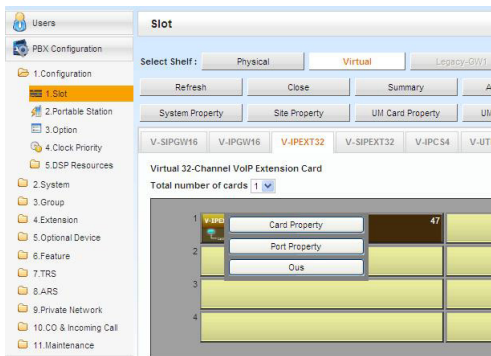 Users
PBX Configuration
1.Configuration
1.Slot
2.Portable Station
3.Option
4.Clock Priority
5.DSP Resources
2.System
3.Group
4.Extension
5.Optional Device
6.Feature
7.TRS
8.ARS
9.Private Network
10.CO & Incoming Call
11.Maintenance
Slot
Select Shelf : Physical Virtual Legacy-GW1
Refresh Close Summary A
System Property Site Property UM Card Property UM
V-SIPGW16 V-IPGW16 V-IPEXT32 V-SIPEXT32 V-IPCS4 V-UT
Virtual 32-Channel VoIP Extension Card
Total number of cards 1
1 47
Card Property
Port Property
2
Ous
3
4